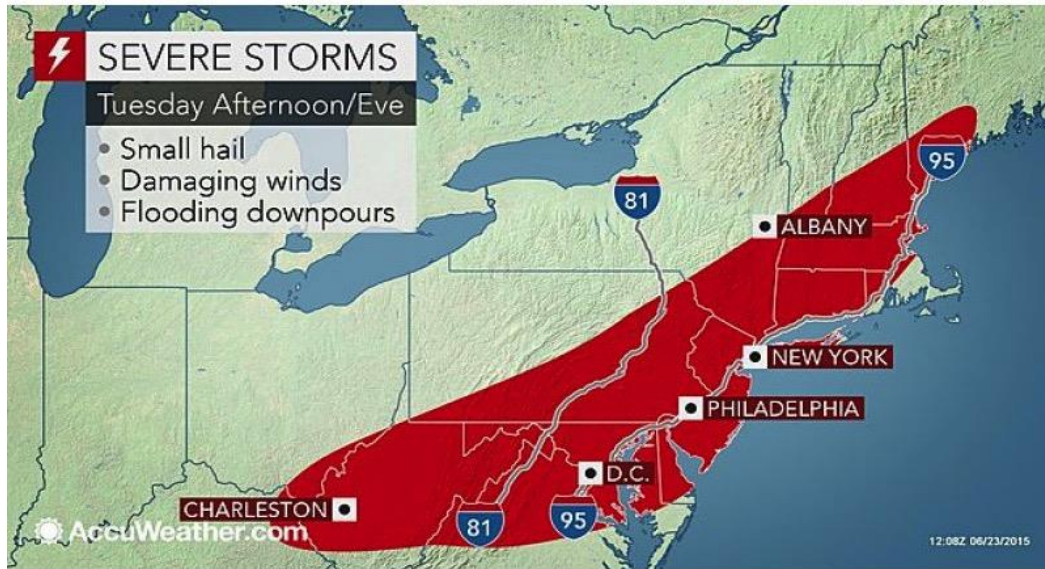 SEVERE STORMS
Tuesday Afternoon/Eve
• Small hail
• Damaging winds
• Flooding downpours
95
81
ALBANY
NEW YORK
PHILADELPHIA
D.C.
CHARLESTON
81
95
AccuWeather.com
12:08Z 06/23/2015